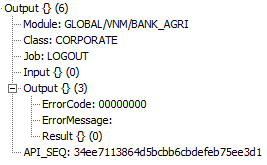 Output {} (6)
Module: GLOBAL/VNM/BANK_AGRI
Class: CORPORATE
Job: LOGOUT
Input {} (0)
Output {} (3)
ErrorCode: 00000000
ErrorMessage:
Result {} (0)
API_SEQ: 34ee7113864d5bcbb6cbdefeb75ee3d1